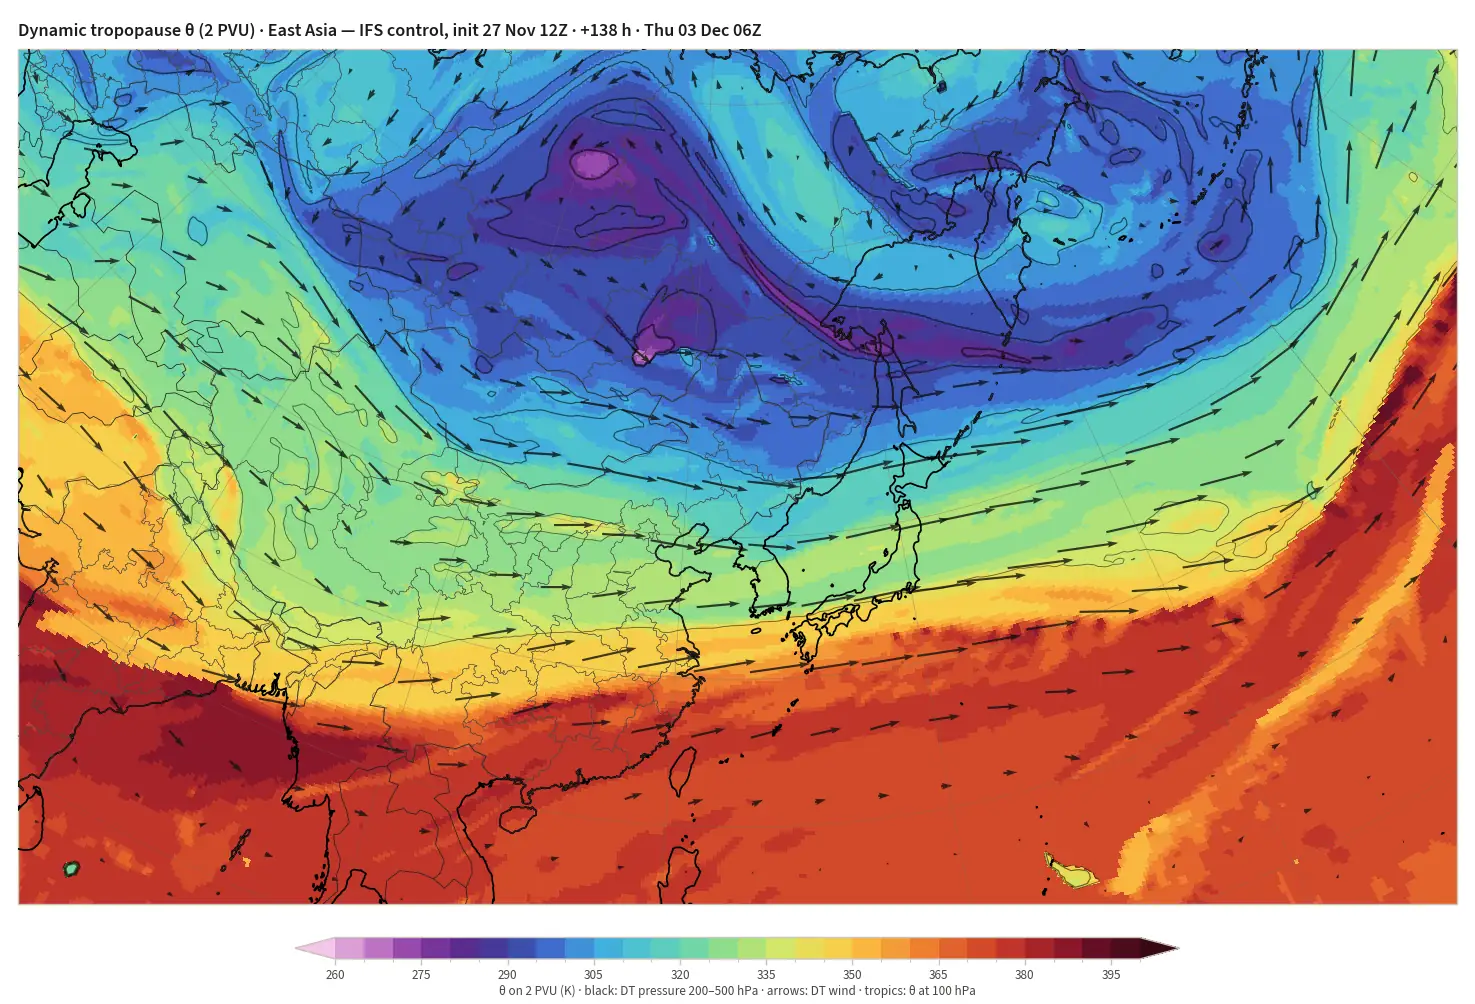 Dynamic tropopause θ (2 PVU) · East Asia — IFS control, init 27 Nov 12Z · +138 h · Thu 03 Dec 06Z
260 275 290 305 320 335 350 365 380 395
θ on 2 PVU (K) · black: DT pressure 200–500 hPa · arrows: DT wind · tropics: θ at 100 hPa